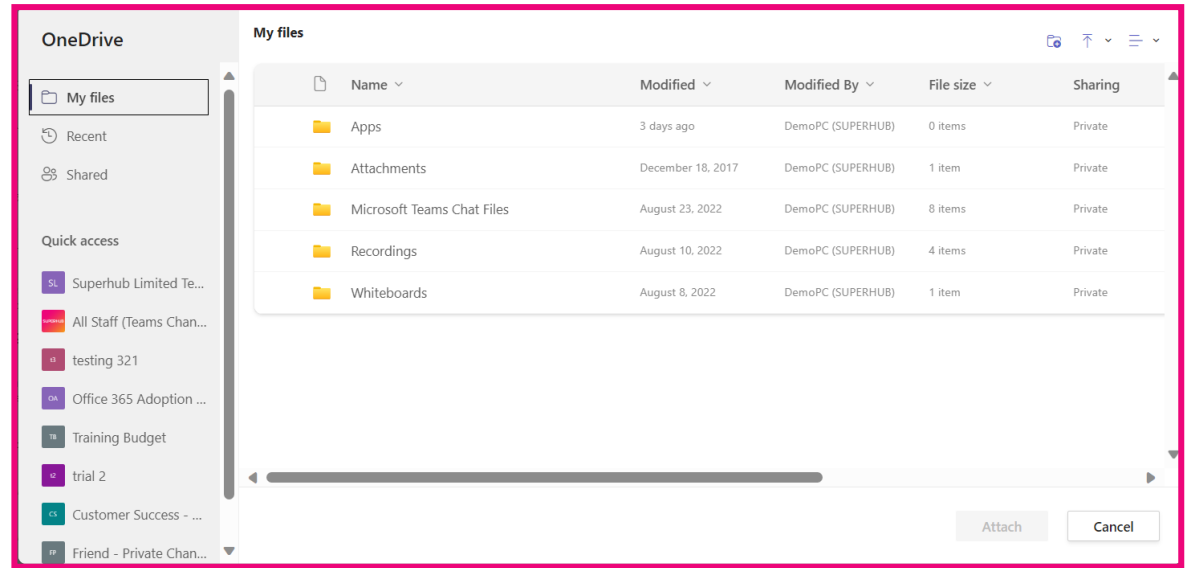 OneDrive
My files
Recent
Shared
Quick access
SL Superhub Limited Te...
SUPERHUB All Staff (Teams Chan...
t3 testing 321
OA Office 365 Adoption ...
TB Training Budget
t2 trial 2
CS Customer Success - ...
FP Friend - Private Chan...
My files
Name Modified Modified By File size Sharing
Apps 3 days ago DemoPC (SUPERHUB) 0 items Private
Attachments December 18, 2017 DemoPC (SUPERHUB) 1 item Private
Microsoft Teams Chat Files August 23, 2022 DemoPC (SUPERHUB) 8 items Private
Recordings August 10, 2022 DemoPC (SUPERHUB) 4 items Private
Whiteboards August 8, 2022 DemoPC (SUPERHUB) 1 item Private
Attach Cancel